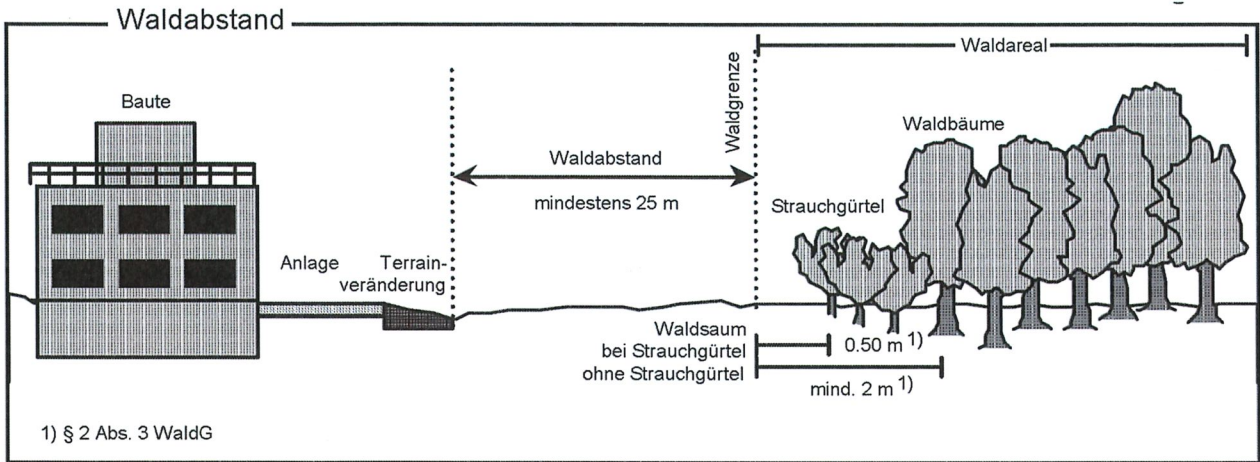 Waldabstand
Waldareal
Baute
Waldgrenze
Waldbäume
Waldabstand
mindestens 25 m
Strauchgürtel
Anlage
Terrain-
veränderung
Waldsaum
bei Strauchgürtel
0.50 m 1)
ohne Strauchgürtel
mind. 2 m 1)
1) § 2 Abs. 3 WaldG